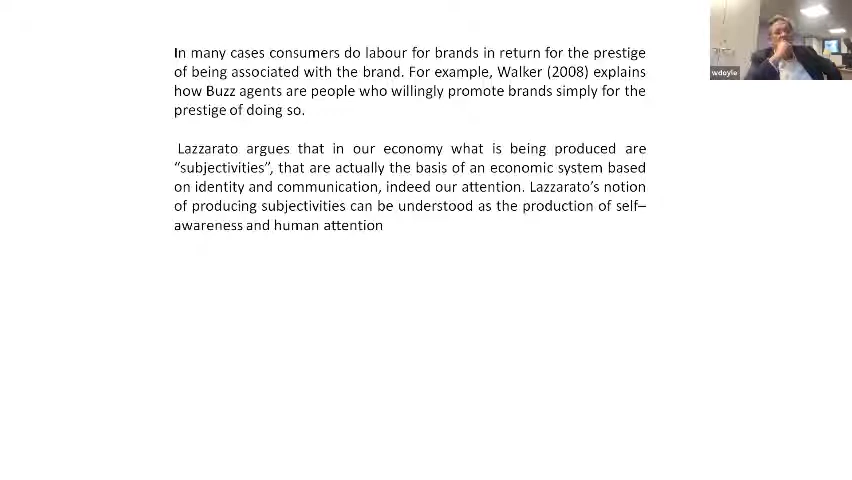 In many cases consumers do labour for brands in return for the prestige
of being associated with the brand. For example, Walker (2008) explains
how Buzz agents are people who willingly promote brands simply for the
prestige of doing so.
Lazzarato argues that in our economy what is being produced are
“subjectivities”, that are actually the basis of an economic system based
on identity and communication, indeed our attention. Lazzarato’s notion
of producing subjectivities can be understood as the production of self–
awareness and human attention
wdoyle